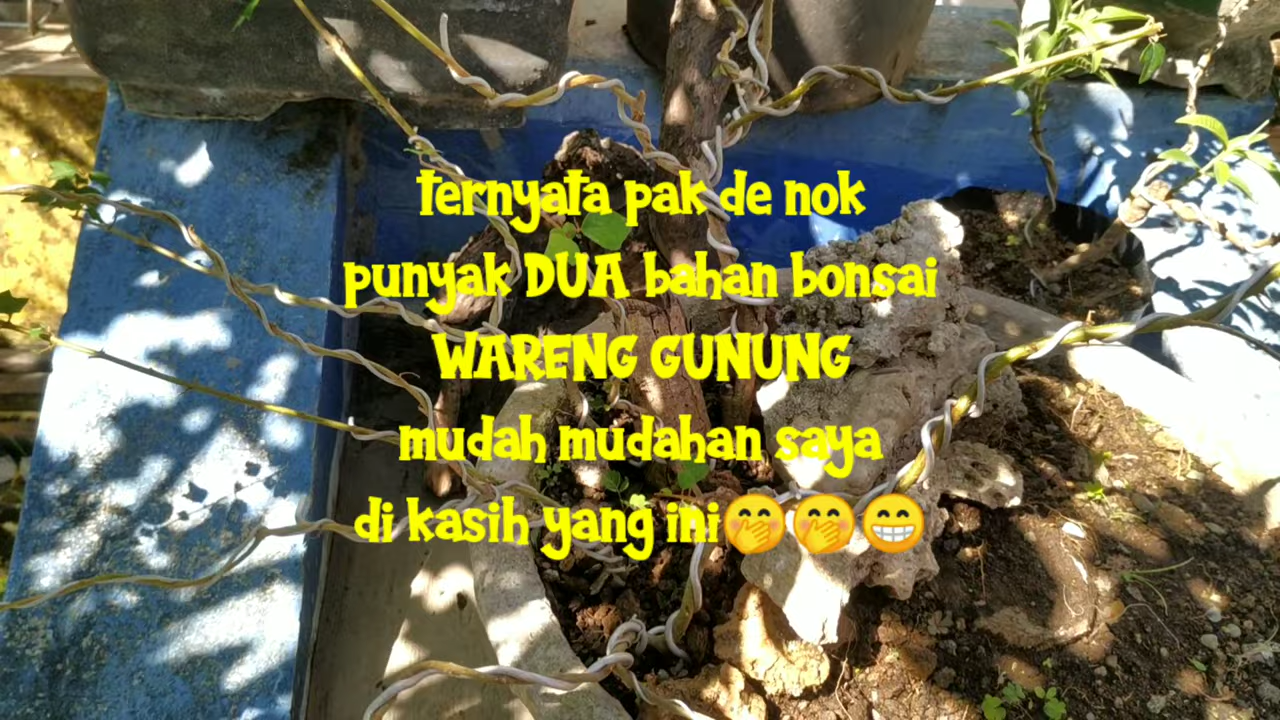 ternyata pak de nok
punyak DUA bahan bonsai
WARENG GUNUNG
mudah mudahan saya
di kasih yang ini🤭🤭😁